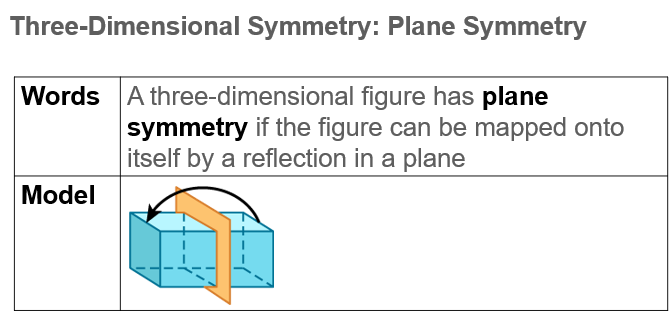 Three-Dimensional Symmetry: Plane Symmetry
Words
A three-dimensional figure has plane
symmetry if the figure can be mapped onto
itself by a reflection in a plane
Model